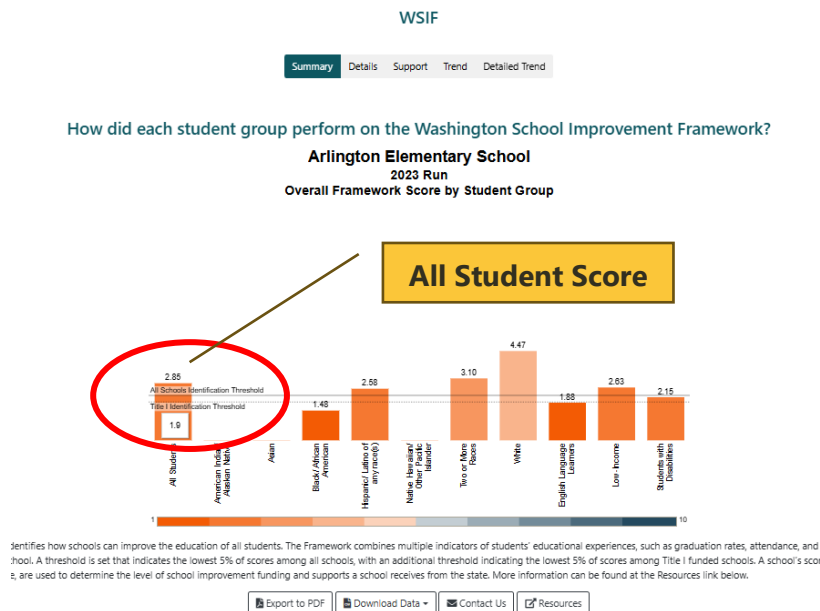 WSIF
Summary Details Support Trend Detailed Trend
How did each student group perform on the Washington School Improvement Framework?
Arlington Elementary School
2023 Run
Overall Framework Score by Student Group
All Student Score
2.85
1.48
2.58
3.10
4.47
1.88
2.63
2.15
All Schools Identification Threshold
Title I Identification Threshold
1.9
All Students
American Indian/
Alaskan Native
Asian
Black/ African
American
Hispanic/ Latino of
any race(s)
Native Hawaiian/
Other Pacific
Islander
Two or More
Races
White
English Language
Learners
Low-Income
Students with
Disabilities
1 10
identifies how schools can improve the education of all students. The Framework combines multiple indicators of students' educational experiences, such as graduation rates, attendance, and
chool. A threshold is set that indicates the lowest 5% of scores among all schools, with an additional threshold indicating the lowest 5% of scores among Title I funded schools. A school's scor
e, are used to determine the level of school improvement funding and supports a school receives from the state. More information can be found at the Resources link below.
Export to PDF Download Data Contact Us Resources